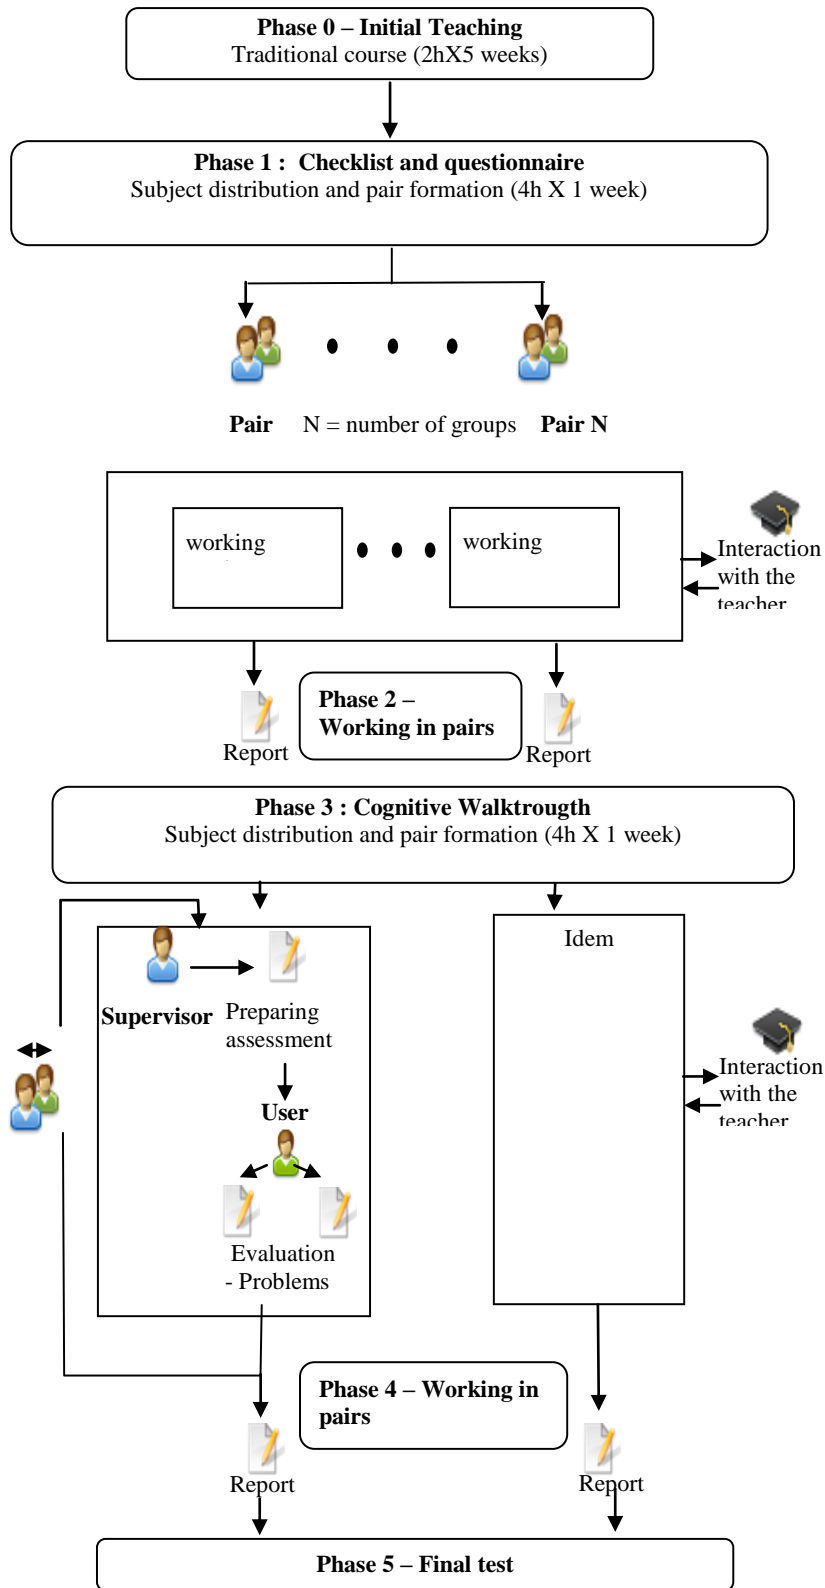 Phase 0 – Initial Teaching
Traditional course (2hX5 weeks)
Phase 1 : Checklist and questionnaire
Subject distribution and pair formation (4h X 1 week)
Pair N = number of groups Pair N
working
working
Interaction
with the
teacher
Phase 2 –
Working in pairs
Report
Report
Phase 3 : Cognitive Walktrougth
Subject distribution and pair formation (4h X 1 week)
Idem
Supervisor
Preparing
assessment
User
Evaluation
- Problems
Interaction
with the
teacher
Phase 4 – Working in
pairs
Report
Report
Phase 5 – Final test